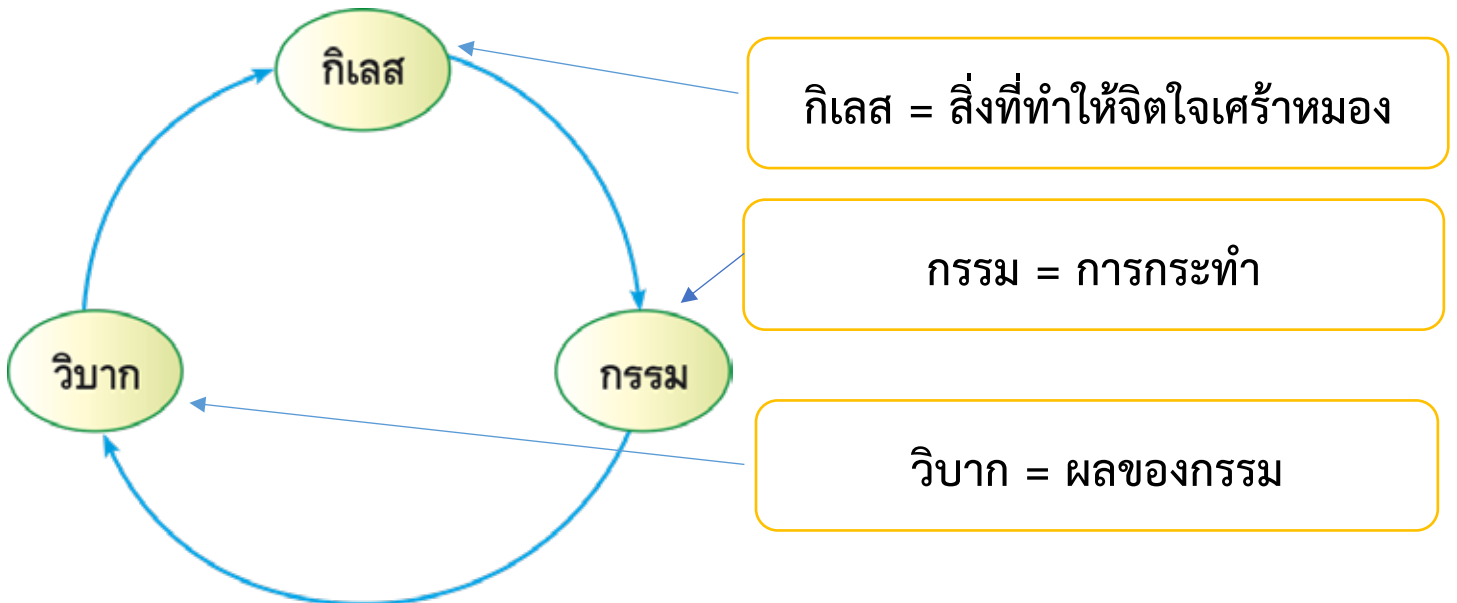 กิเลส
กิเลส = สิ่งที่ทำให้จิตใจเศร้าหมอง
กรรม = การกระทำ
วิบาก
กรรม
วิบาก = ผลของกรรม